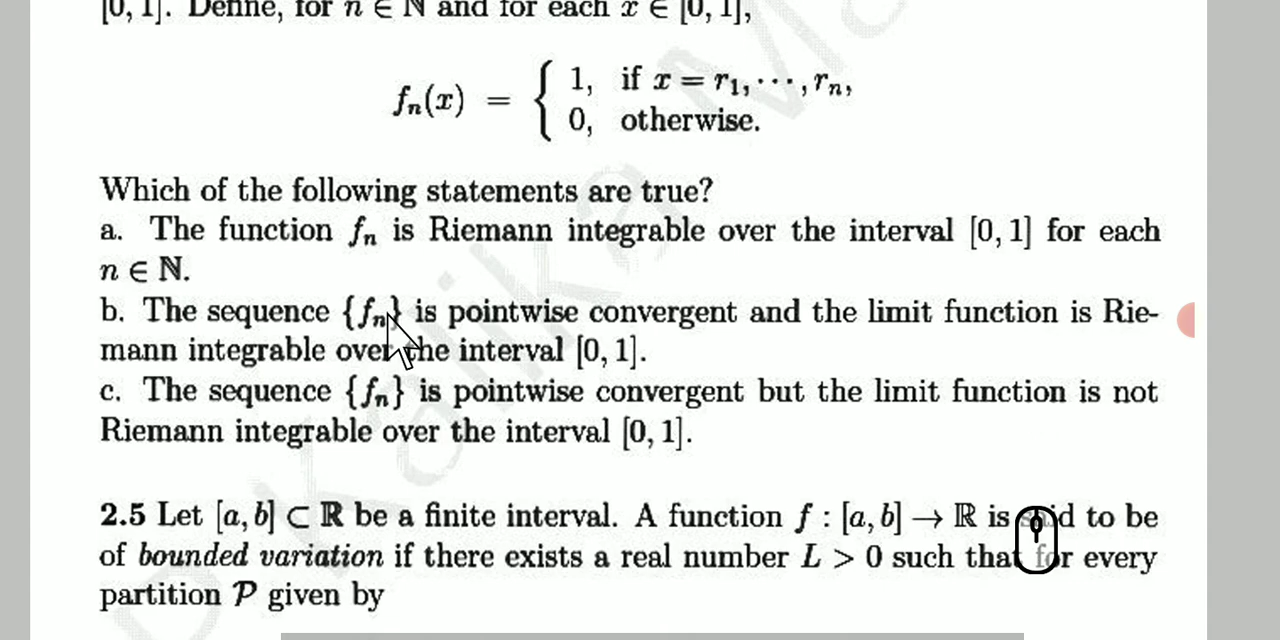 [0, 1]. Define, for n ∈ ℕ and for each x ∈ [0, 1],
fₙ(x) = { 1, if x = r₁, ⋯, rₙ,
0, otherwise.
Which of the following statements are true?
a. The function fₙ is Riemann integrable over the interval [0, 1] for each
n ∈ ℕ.
b. The sequence {fₙ} is pointwise convergent and the limit function is Rie-
mann integrable over the interval [0, 1].
c. The sequence {fₙ} is pointwise convergent but the limit function is not
Riemann integrable over the interval [0, 1].
2.5 Let [a, b] ⊂ ℝ be a finite interval. A function f : [a, b] → ℝ is said to be
of bounded variation if there exists a real number L > 0 such that for every
partition 𝒫 given by